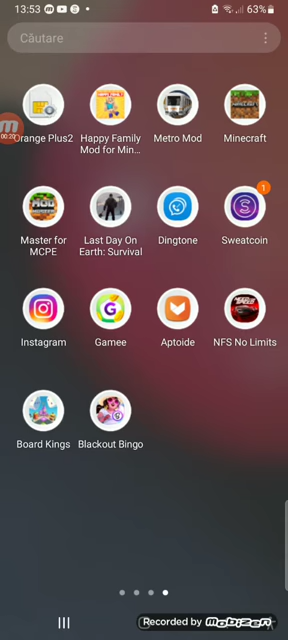 13:53
63%
Căutare
00:20
Orange Plus2
Happy Family
Mod for Min...
Metro Mod
Minecraft
Master for
MCPE
Last Day On
Earth: Survival
Dingtone
1
Sweatcoin
Instagram
Gamee
Aptoide
NFS No Limits
Board Kings
Blackout Bingo
Recorded by mobizen